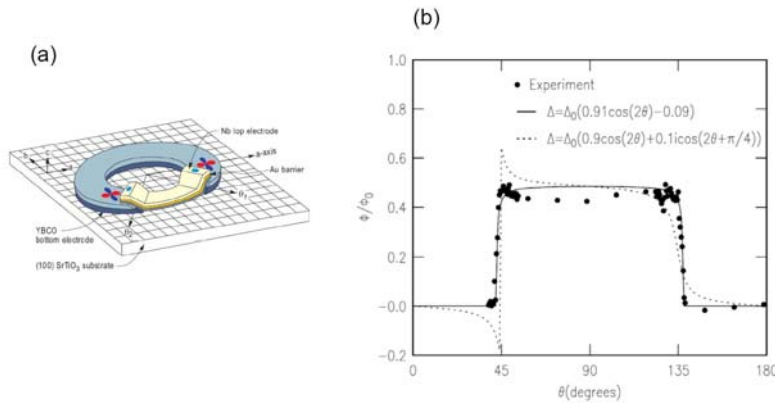 (a)
Nb top electrode
a-axis
Au barrier
YBCO
bottom electrode
(100) SrTiO3 substrate
(b)
1.0
0.8
0.6
0.4
0.2
-0.0
-0.2
Φ/Φ0
0
45
90
135
180
θ(degrees)
Experiment
Δ=Δ0(0.91cos(2θ)-0.09)
Δ=Δ0(0.9cos(2θ)+0.1icos(2θ+π/4))